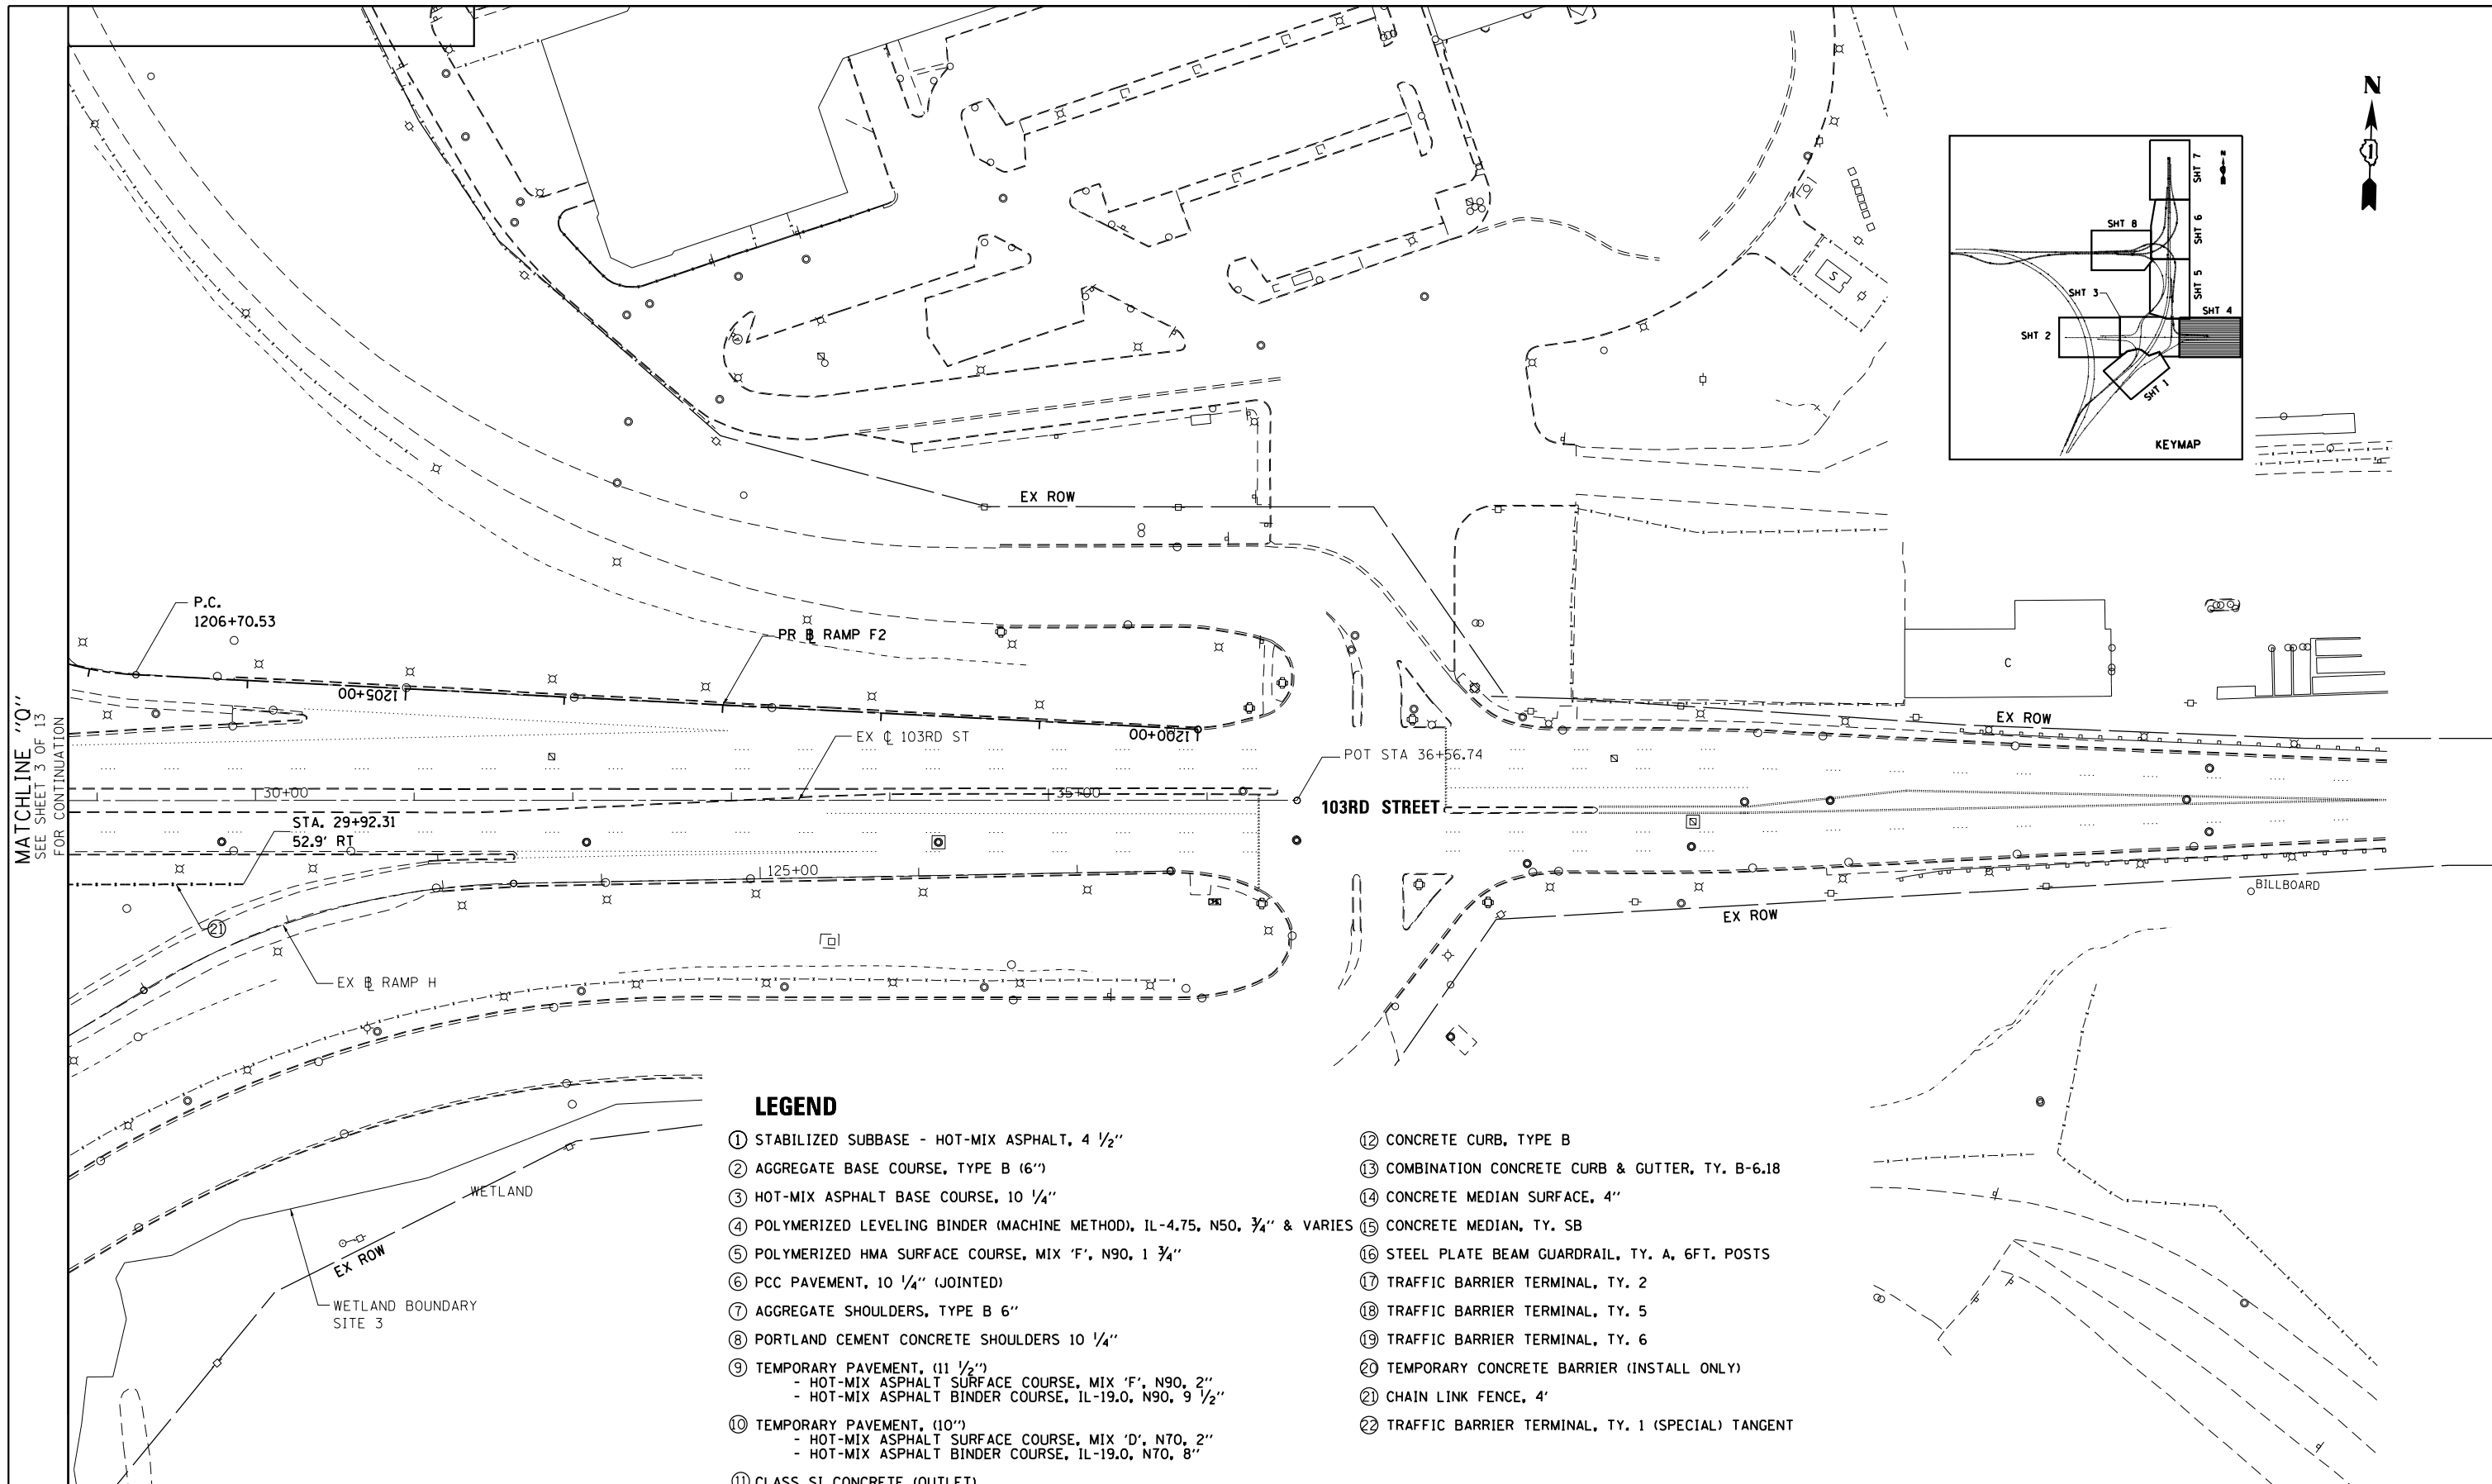 N
1
SHT 7
N
SHT 6
SHT 8
SHT 5
SHT 3
SHT 4
SHT 2
SHT 1
KEYMAP
S
EX ROW
P.C.
1206+70.53
PR B RAMP F2
1205+00
1200+00
C
EX ROW
EX C 103RD ST
POT STA 36+56.74
MATCHLINE "Q"
SEE SHEET 3 OF 13
FOR CONTINUATION
30+00
35+00
103RD STREET
STA. 29+92.31
52.9' RT
125+00
BILLBOARD
EX ROW
21
EX B RAMP H
WETLAND
EX ROW
WETLAND BOUNDARY
SITE 3
LEGEND
1 STABILIZED SUBBASE - HOT-MIX ASPHALT, 4 1/2"
2 AGGREGATE BASE COURSE, TYPE B (6")
3 HOT-MIX ASPHALT BASE COURSE, 10 1/4"
4 POLYMERIZED LEVELING BINDER (MACHINE METHOD), IL-4.75, N50, 3/4" & VARIES
5 POLYMERIZED HMA SURFACE COURSE, MIX 'F', N90, 1 3/4"
6 PCC PAVEMENT, 10 1/4" (JOINTED)
7 AGGREGATE SHOULDERS, TYPE B 6"
8 PORTLAND CEMENT CONCRETE SHOULDERS 10 1/4"
9 TEMPORARY PAVEMENT, (11 1/2")
- HOT-MIX ASPHALT SURFACE COURSE, MIX 'F', N90, 2"
- HOT-MIX ASPHALT BINDER COURSE, IL-19.0, N90, 9 1/2"
10 TEMPORARY PAVEMENT, (10")
- HOT-MIX ASPHALT SURFACE COURSE, MIX 'D', N70, 2"
- HOT-MIX ASPHALT BINDER COURSE, IL-19.0, N70, 8"
11 CLASS SI CONCRETE (OUTLET)
12 CONCRETE CURB, TYPE B
13 COMBINATION CONCRETE CURB & GUTTER, TY. B-6.18
14 CONCRETE MEDIAN SURFACE, 4"
15 CONCRETE MEDIAN, TY. SB
16 STEEL PLATE BEAM GUARDRAIL, TY. A, 6FT. POSTS
17 TRAFFIC BARRIER TERMINAL, TY. 2
18 TRAFFIC BARRIER TERMINAL, TY. 5
19 TRAFFIC BARRIER TERMINAL, TY. 6
20 TEMPORARY CONCRETE BARRIER (INSTALL ONLY)
21 CHAIN LINK FENCE, 4'
22 TRAFFIC BARRIER TERMINAL, TY. 1 (SPECIAL) TANGENT